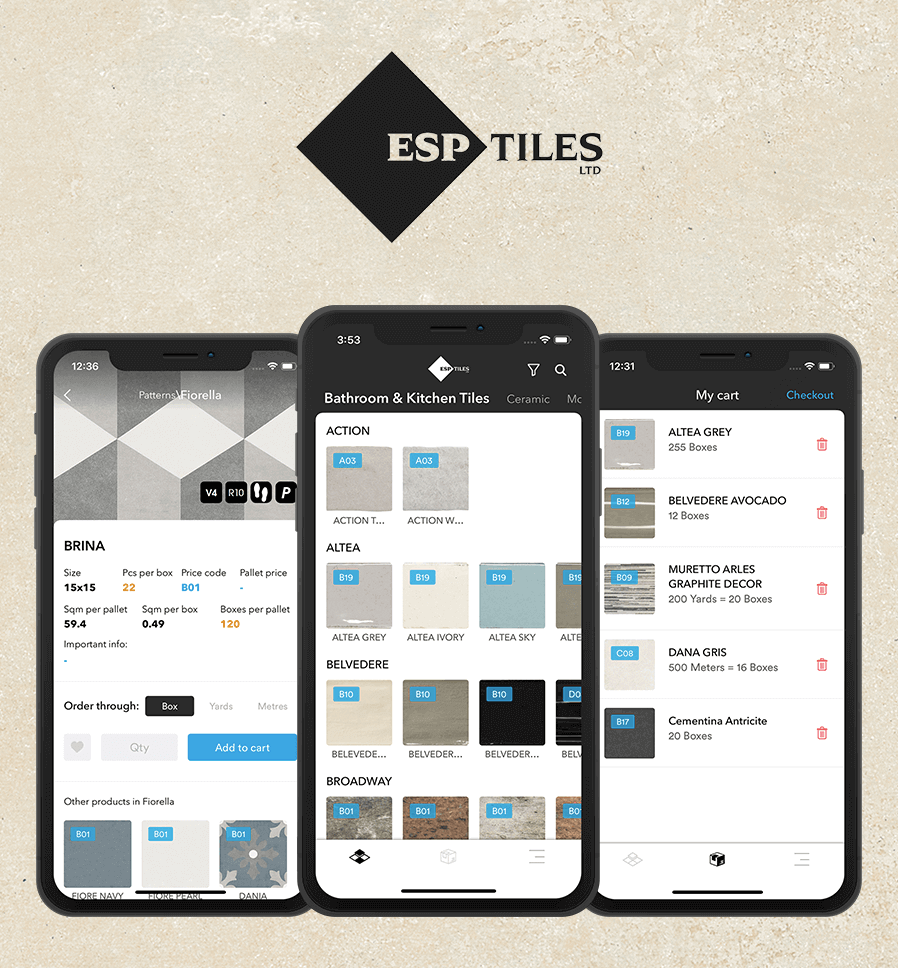 ESP TILES
LTD
12:36
Patterns\Fiorella
V4 R10 P
BRINA
Size Pcs per box Price code Pallet price
15x15 22 B01 -
Sqm per pallet Sqm per box Boxes per pallet
59.4 0.49 120
Important info:
-
Order through: Box Yards Metres
Qty Add to cart
Other products in Fiorella
B01 B01 B01
FIORE NAVY FIORE PEARL DANIA
3:53
ESP TILES
Bathroom & Kitchen Tiles Ceramic Mo
ACTION
A03 A03
ACTION T... ACTION W...
ALTEA
B19 B19 B19 B19
ALTEA GREY ALTEA IVORY ALTEA SKY ALTE
BELVEDERE
B10 B10 B10 D0
BELEVEDE... BELVEDER... BELVEDER... BELV
BROADWAY
B01 B01 B01 B01
12:31
My cart Checkout
B19 ALTEA GREY
255 Boxes
B12 BELVEDERE AVOCADO
12 Boxes
B09 MURETTO ARLES
GRAPHITE DECOR
200 Yards = 20 Boxes
C08 DANA GRIS
500 Meters = 16 Boxes
B17 Cementina Antricite
20 Boxes